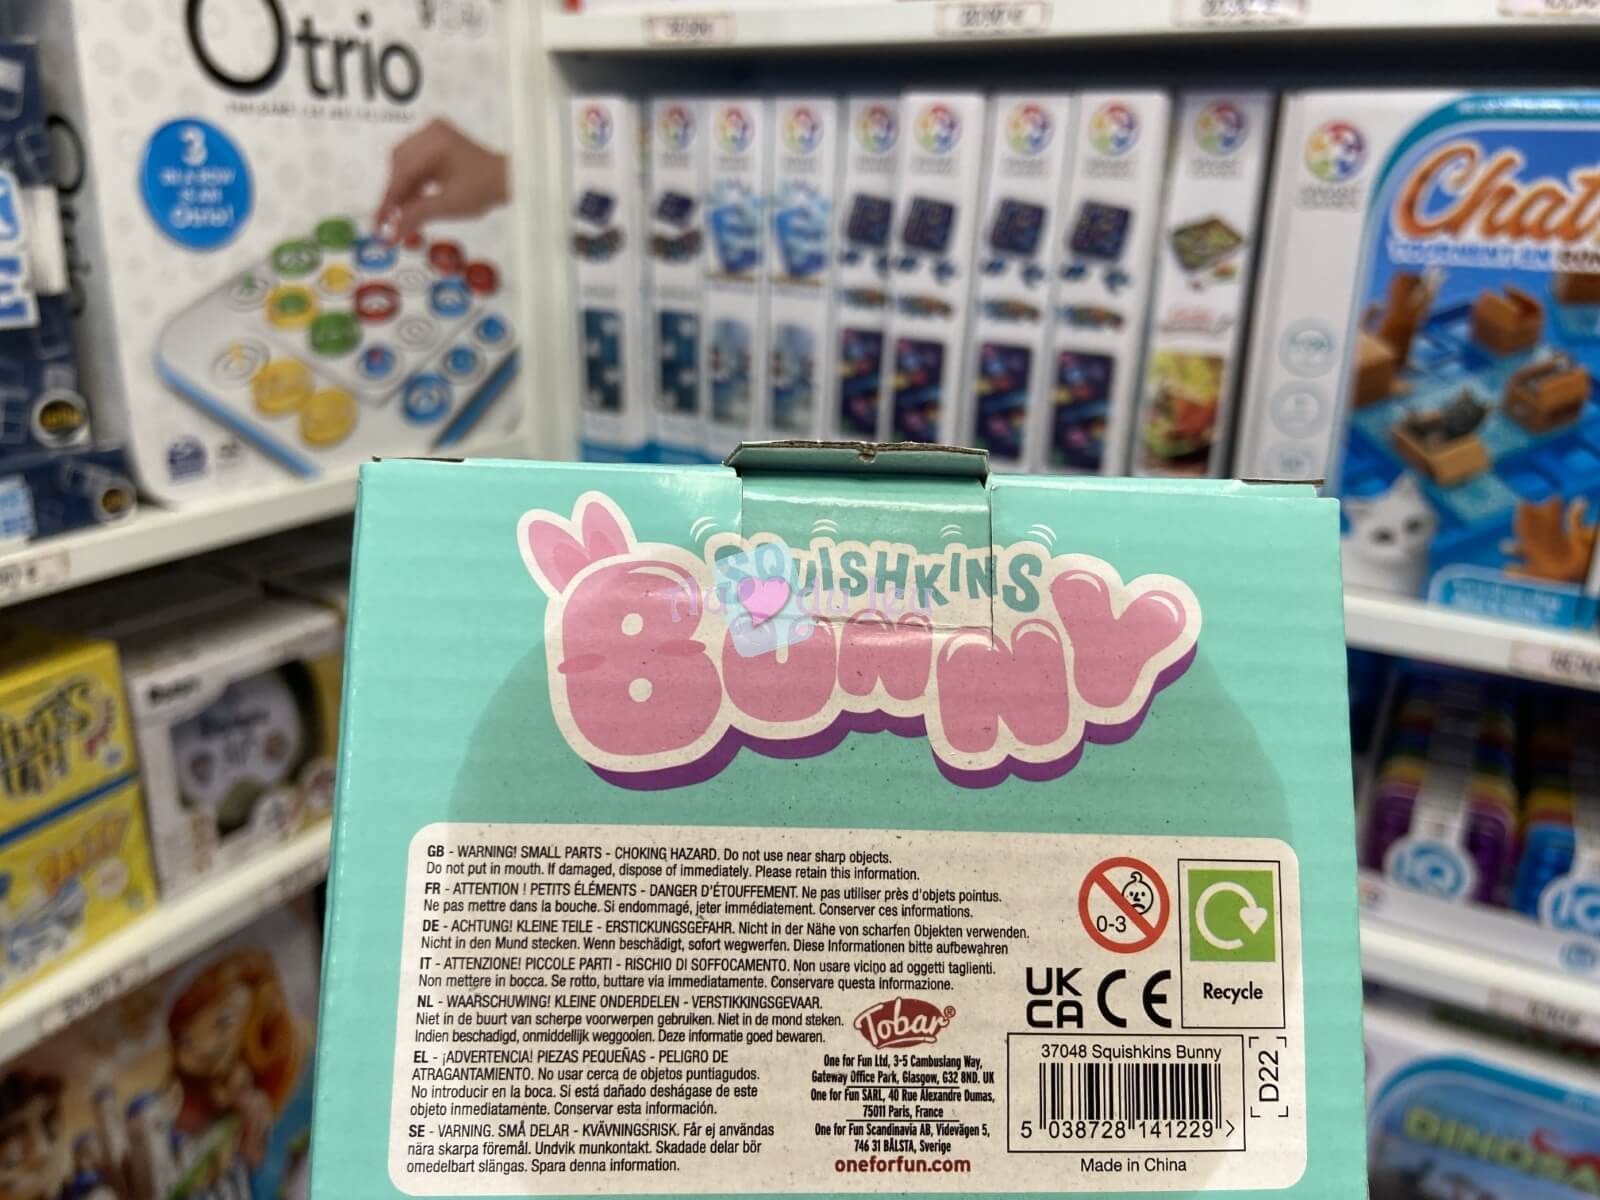 Otrio
3
IN A ROW
IS AN
Otrio!
Chat
SQUISHKINS
BUNNY
GB - WARNING! SMALL PARTS - CHOKING HAZARD. Do not use near sharp objects.
Do not put in mouth. If damaged, dispose of immediately. Please retain this information.
FR - ATTENTION ! PETITS ÉLÉMENTS - DANGER D'ÉTOUFFEMENT. Ne pas utiliser près d'objets pointus.
Ne pas mettre dans la bouche. Si endommagé, jeter immédiatement. Conserver ces informations.
DE - ACHTUNG! KLEINE TEILE - ERSTICKUNGSGEFAHR. Nicht in der Nähe von scharfen Objekten verwenden.
Nicht in den Mund stecken. Wenn beschädigt, sofort wegwerfen. Diese Informationen bitte aufbewahren
IT - ATTENZIONE! PICCOLE PARTI - RISCHIO DI SOFFOCAMENTO. Non usare vicino ad oggetti taglienti.
Non mettere in bocca. Se rotto, buttare via immediatamente. Conservare questa informazione.
NL - WAARSCHUWING! KLEINE ONDERDELEN - VERSTIKKINGSGEVAAR.
Niet in de buurt van scherpe voorwerpen gebruiken. Niet in de mond steken.
Indien beschadigd, onmiddellijk weggooien. Deze informatie goed bewaren.
EL - ¡ADVERTENCIA! PIEZAS PEQUEÑAS - PELIGRO DE
ATRAGANTAMIENTO. No usar cerca de objetos puntiagudos.
No introducir en la boca. Si está dañado deshágase de este
objeto inmediatamente. Conservar esta información.
SE - VARNING. SMÅ DELAR - KVÄVNINGSRISK. Får ej användas
nära skarpa föremål. Undvik munkontakt. Skadade delar bör
omedelbart slängas. Spara denna information.
Tobar®
One for Fun Ltd, 3-5 Cambuslang Way,
Gateway Office Park, Glasgow, G32 8ND. UK
One for Fun SARL, 40 Rue Alexandre Dumas,
75011 Paris, France
One for Fun Scandinavia AB, Videvägen 5,
746 31 BÅLSTA, Sverige
oneforfun.com
0-3
UK
CA CE
Recycle
37048 Squishkins Bunny
5 038728 141229 >
D22
Made in China
IQ
DINOSA